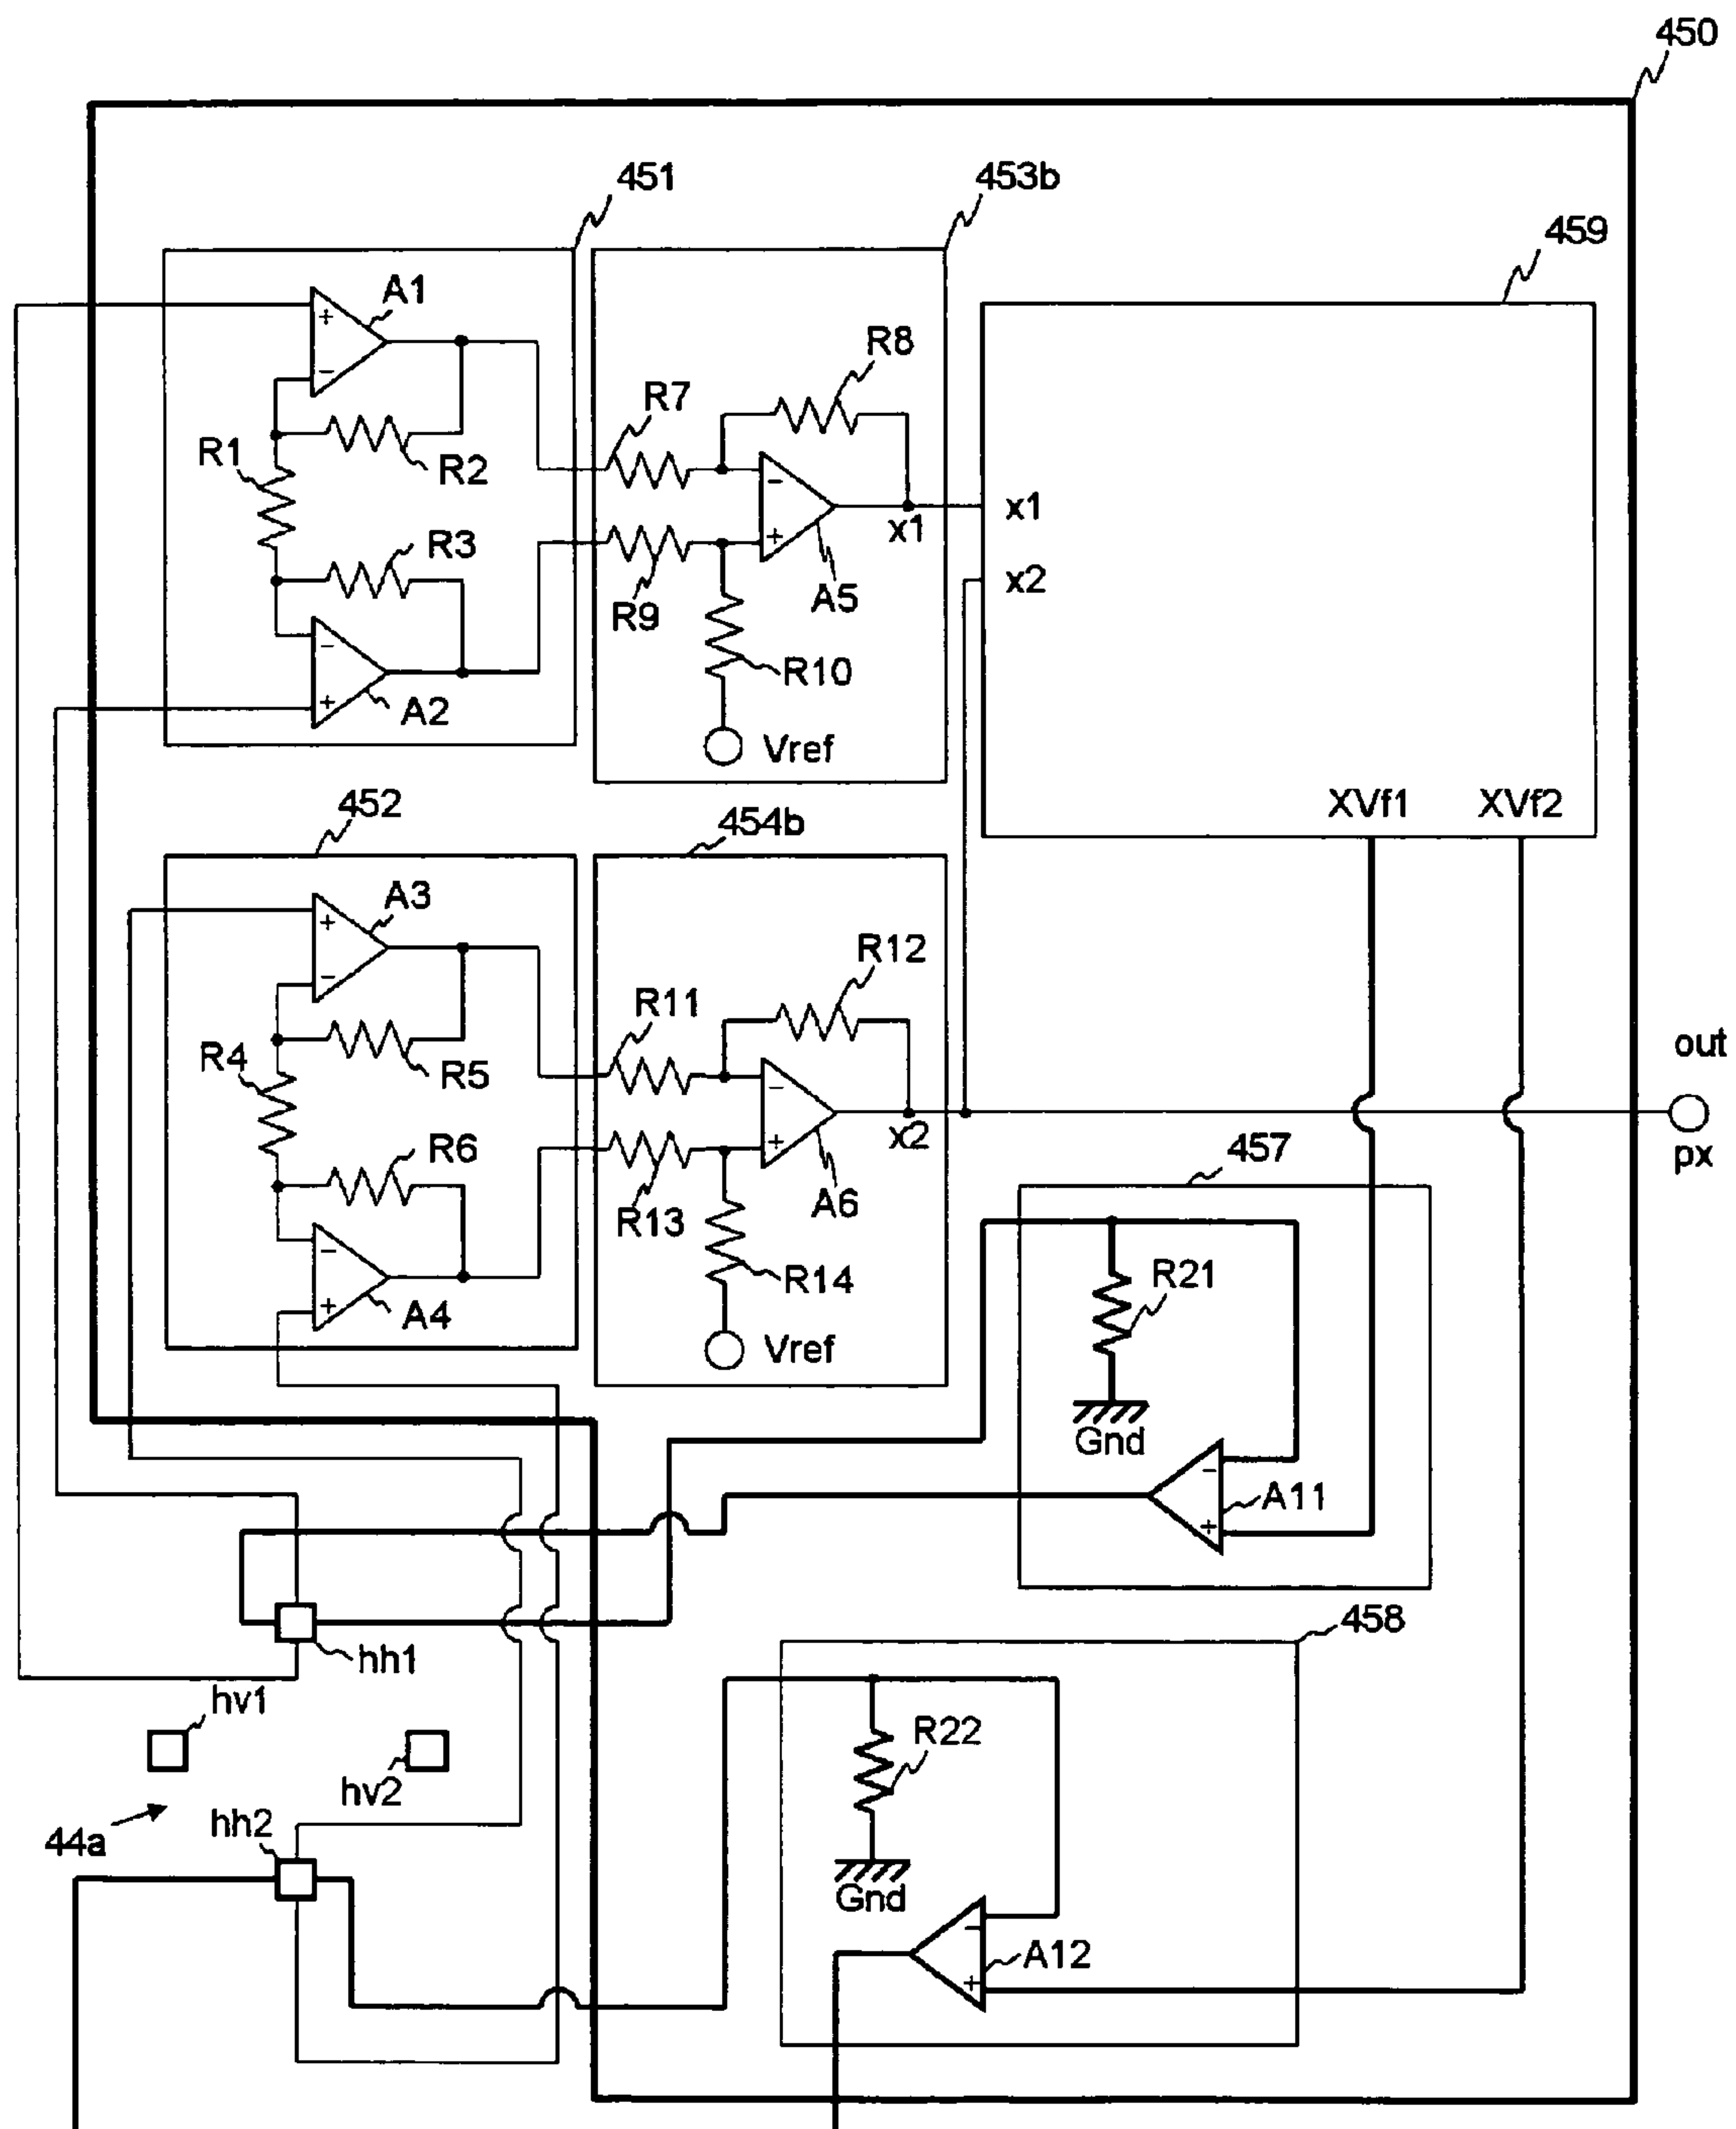 450
451
453b
459
A1
+
−
R8
R7
R1
R2
−
+
x1
x1
R3
A5
x2
R9
−
R10
+
A2
Vref
XVf1 XVf2
452
454b
A3
+
−
R12
R11
out
R4
R5
−
+
x2
px
R6
457
A6
R13
−
R14
R21
+
A4
Vref
Gnd
−
A11
+
458
hh1
hv1
R22
hv2
hh2
44a
Gnd
−
A12
+